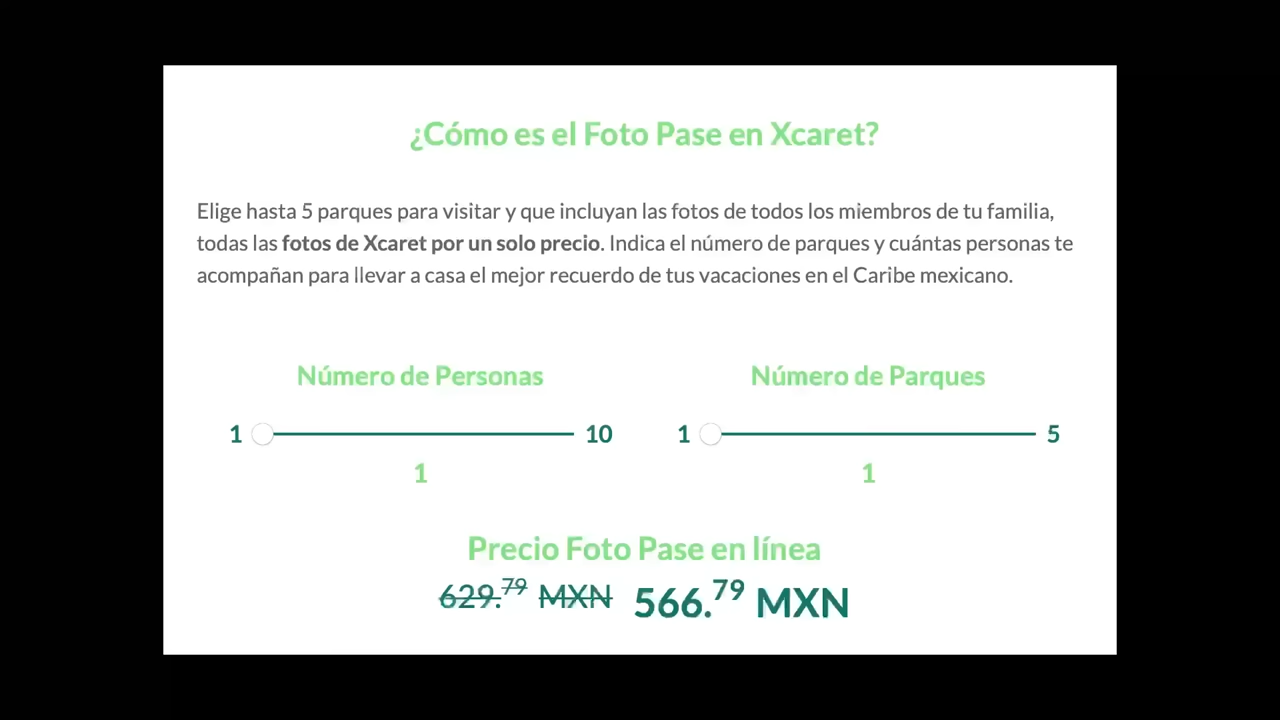 ¿Cómo es el Foto Pase en Xcaret?
Elige hasta 5 parques para visitar y que incluyan las fotos de todos los miembros de tu familia,
todas las fotos de Xcaret por un solo precio. Indica el número de parques y cuántas personas te
acompañan para llevar a casa el mejor recuerdo de tus vacaciones en el Caribe mexicano.
Número de Personas
1 10
1
Número de Parques
1 5
1
Precio Foto Pase en línea
629.79 MXN 566.79 MXN